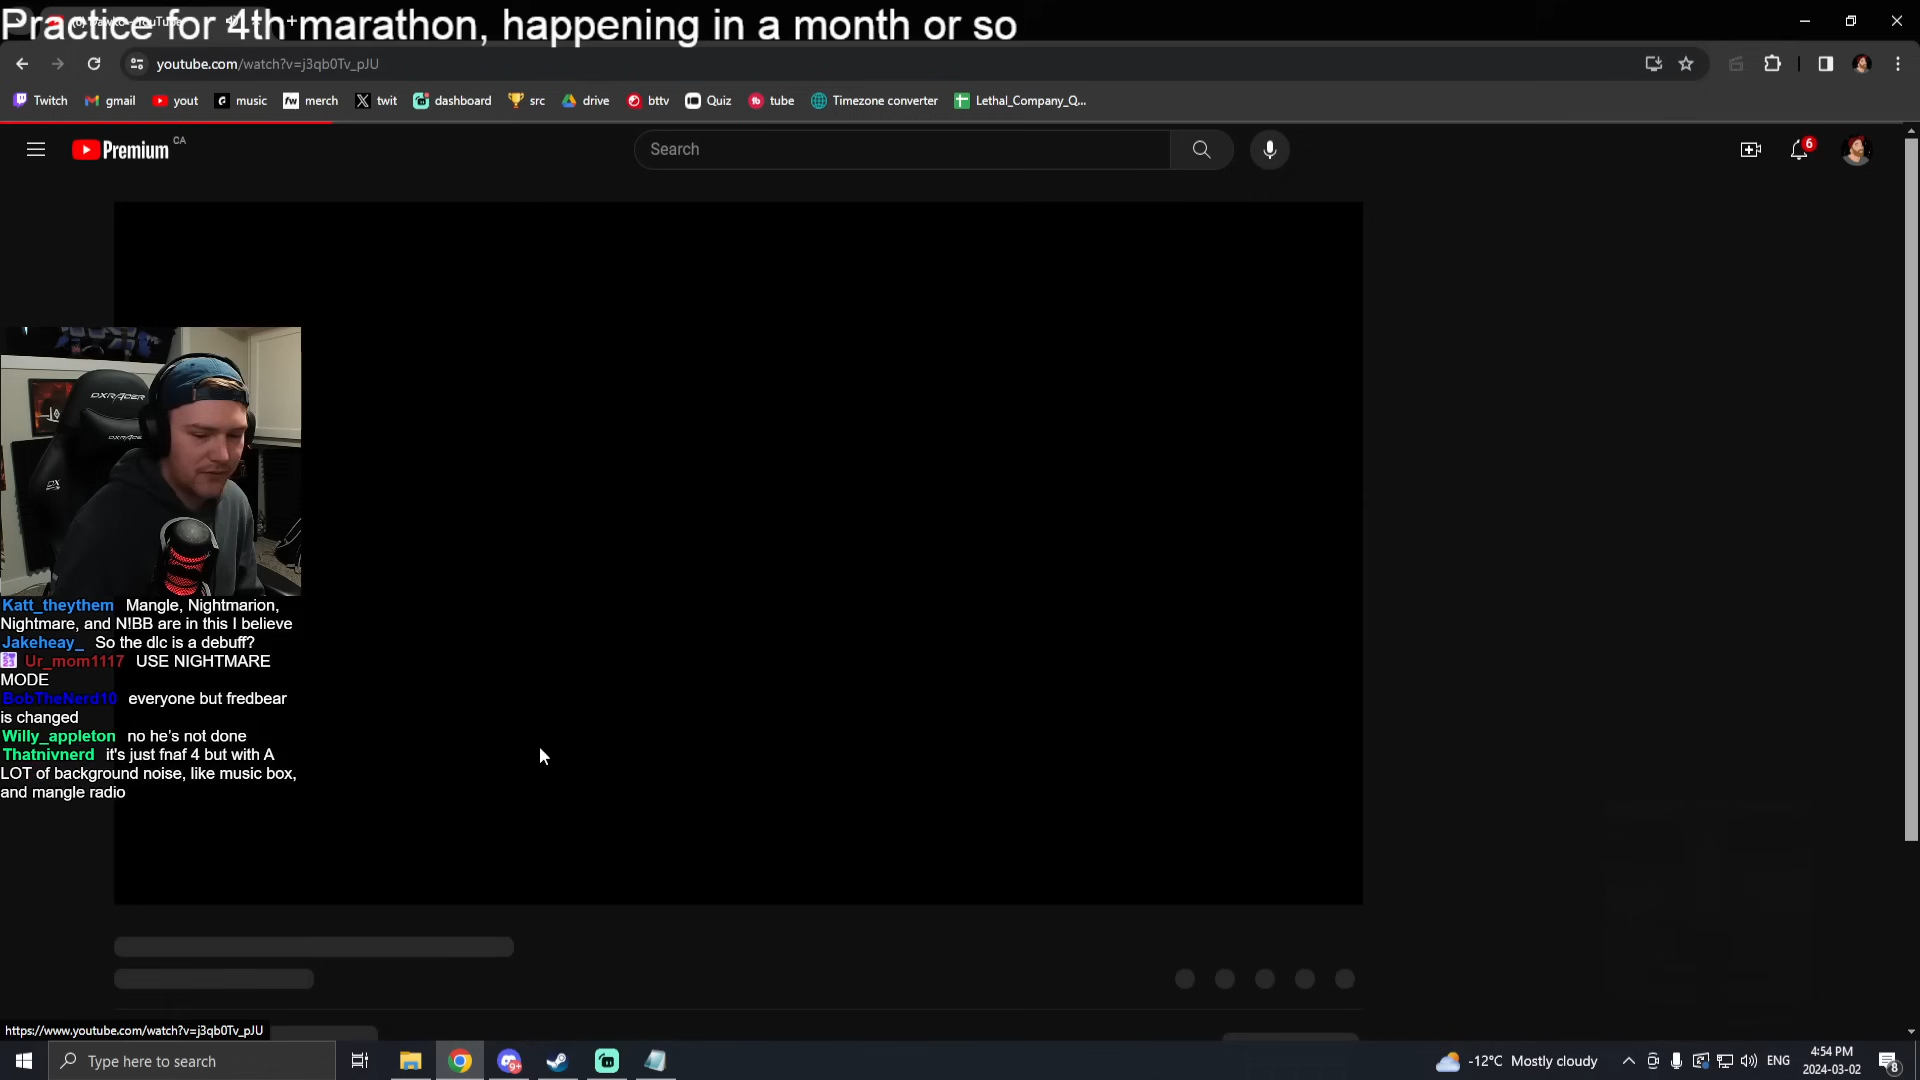 Practice for 4th marathon, happening in a month or so
youtube.com/watch?v=j3qb0Tv_pJU
Twitch gmail yout music merch twit dashboard src drive bttv Quiz tube Timezone converter Lethal_Company_Q...
Premium CA
Search
6
DXRACER
Katt_theythem Mangle, Nightmarion,
Nightmare, and N!BB are in this I believe
Jakeheay_ So the dlc is a debuff?
Ur_mom1117 USE NIGHTMARE
MODE
BobTheNerd10 everyone but fredbear
is changed
Willy_appleton no he's not done
Thatnivnerd it's just fnaf 4 but with A
LOT of background noise, like music box,
and mangle radio
https://www.youtube.com/watch?v=j3qb0Tv_pJU
Type here to search
9+
-12°C Mostly cloudy
ENG
4:54 PM
2024-03-02
8